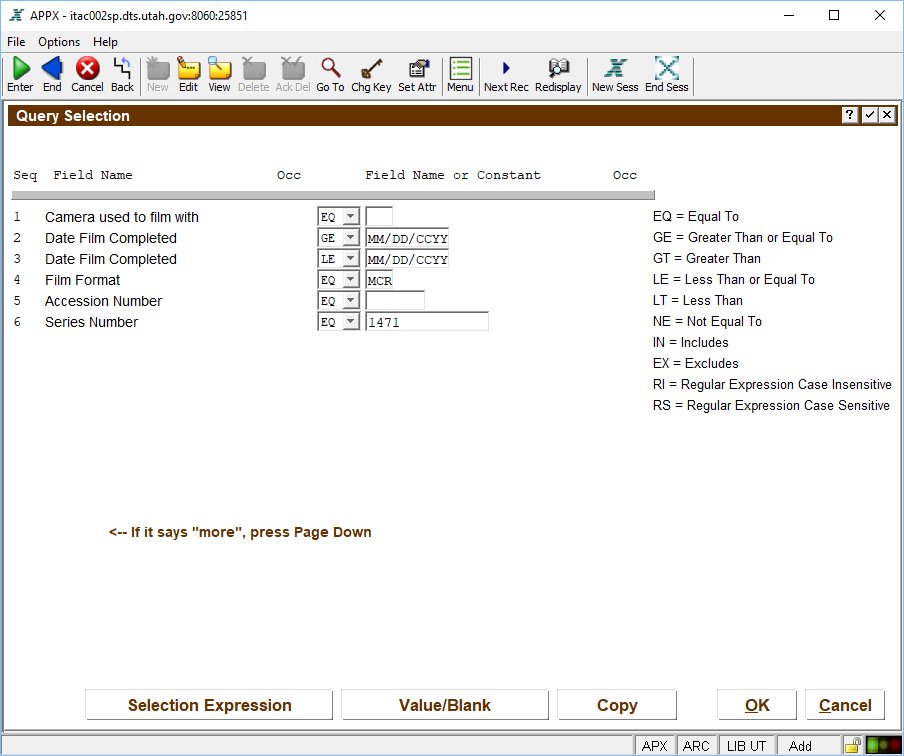 APPX - itac002sp.dts.utah.gov:8060:25851
File Options Help
Enter End Cancel Back New Edit View Delete Ack Del Go To Chg Key Set Attr Menu Next Rec Redisplay New Sess End Sess
Query Selection ?
Seq Field Name Occ Field Name or Constant Occ
1 Camera used to film with EQ EQ = Equal To
2 Date Film Completed GE MM/DD/CCYY GE = Greater Than or Equal To
3 Date Film Completed LE MM/DD/CCYY GT = Greater Than
4 Film Format EQ MCR LE = Less Than or Equal To
5 Accession Number EQ LT = Less Than
6 Series Number EQ 1471 NE = Not Equal To
IN = Includes
EX = Excludes
RI = Regular Expression Case Insensitive
RS = Regular Expression Case Sensitive
<-- If it says "more", press Page Down
Selection Expression Value/Blank Copy OK Cancel
APX ARC LIB UT Add